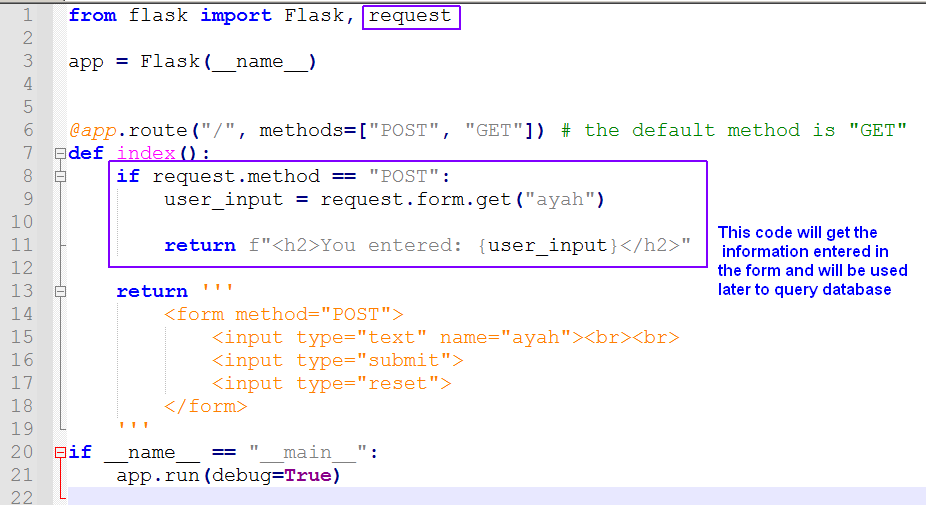 1 from flask import Flask, request
2
3 app = Flask(__name__)
4
5
6 @app.route("/", methods=["POST", "GET"]) # the default method is "GET"
7 def index():
8 if request.method == "POST":
9 user_input = request.form.get("ayah")
10
11 return f"<h2>You entered: {user_input}</h2>"
12
This code will get the
information entered in
the form and will be used
later to query database
13 return '''
14 <form method="POST">
15 <input type="text" name="ayah"><br><br>
16 <input type="submit">
17 <input type="reset">
18 </form>
19 '''
20 if __name__ == "__main__":
21 app.run(debug=True)
22